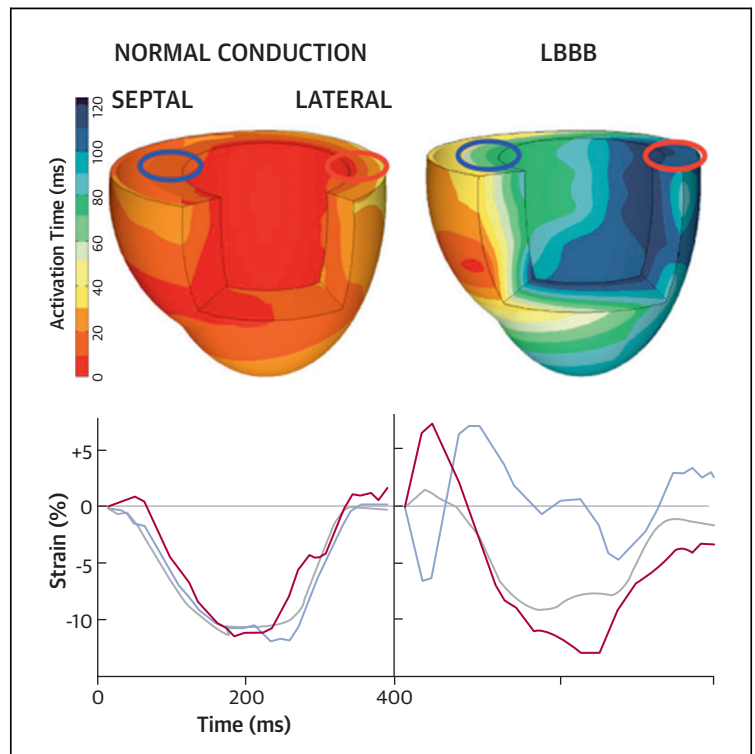 NORMAL CONDUCTION
LBBB
SEPTAL
LATERAL
Activation Time (ms)
120
100
80
60
40
20
0
Strain (%)
+5
0
-5
-10
0
200
400
Time (ms)